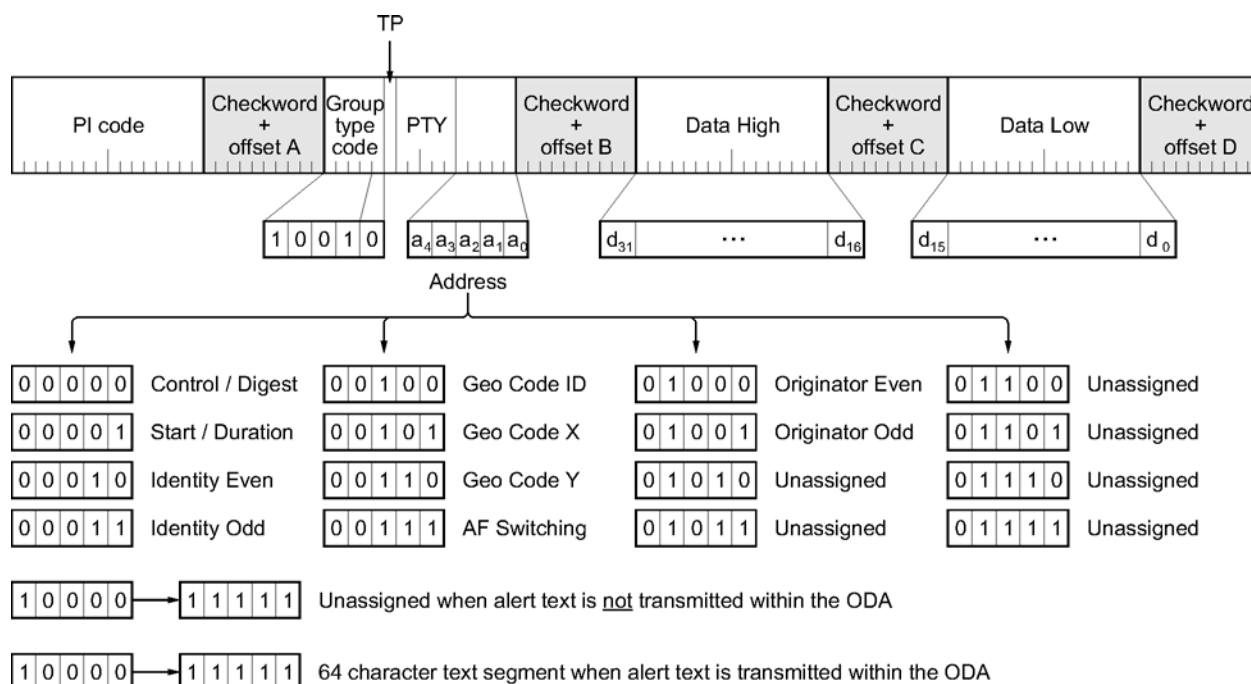 TP
PI code
Checkword + offset A
Group type code
PTY
Checkword + offset B
Data High
Checkword + offset C
Data Low
Checkword + offset D
1 0 0 1 0
a4 a3 a2 a1 a0
d31 ··· d16
d15 ··· d0
Address
0 0 0 0 0 Control / Digest
0 0 1 0 0 Geo Code ID
0 1 0 0 0 Originator Even
0 1 1 0 0 Unassigned
0 0 0 0 1 Start / Duration
0 0 1 0 1 Geo Code X
0 1 0 0 1 Originator Odd
0 1 1 0 1 Unassigned
0 0 0 1 0 Identity Even
0 0 1 1 0 Geo Code Y
0 1 0 1 0 Unassigned
0 1 1 1 0 Unassigned
0 0 0 1 1 Identity Odd
0 0 1 1 1 AF Switching
0 1 0 1 1 Unassigned
0 1 1 1 1 Unassigned
1 0 0 0 0 1 1 1 1 1 Unassigned when alert text is not transmitted within the ODA
1 0 0 0 0 1 1 1 1 1 64 character text segment when alert text is transmitted within the ODA